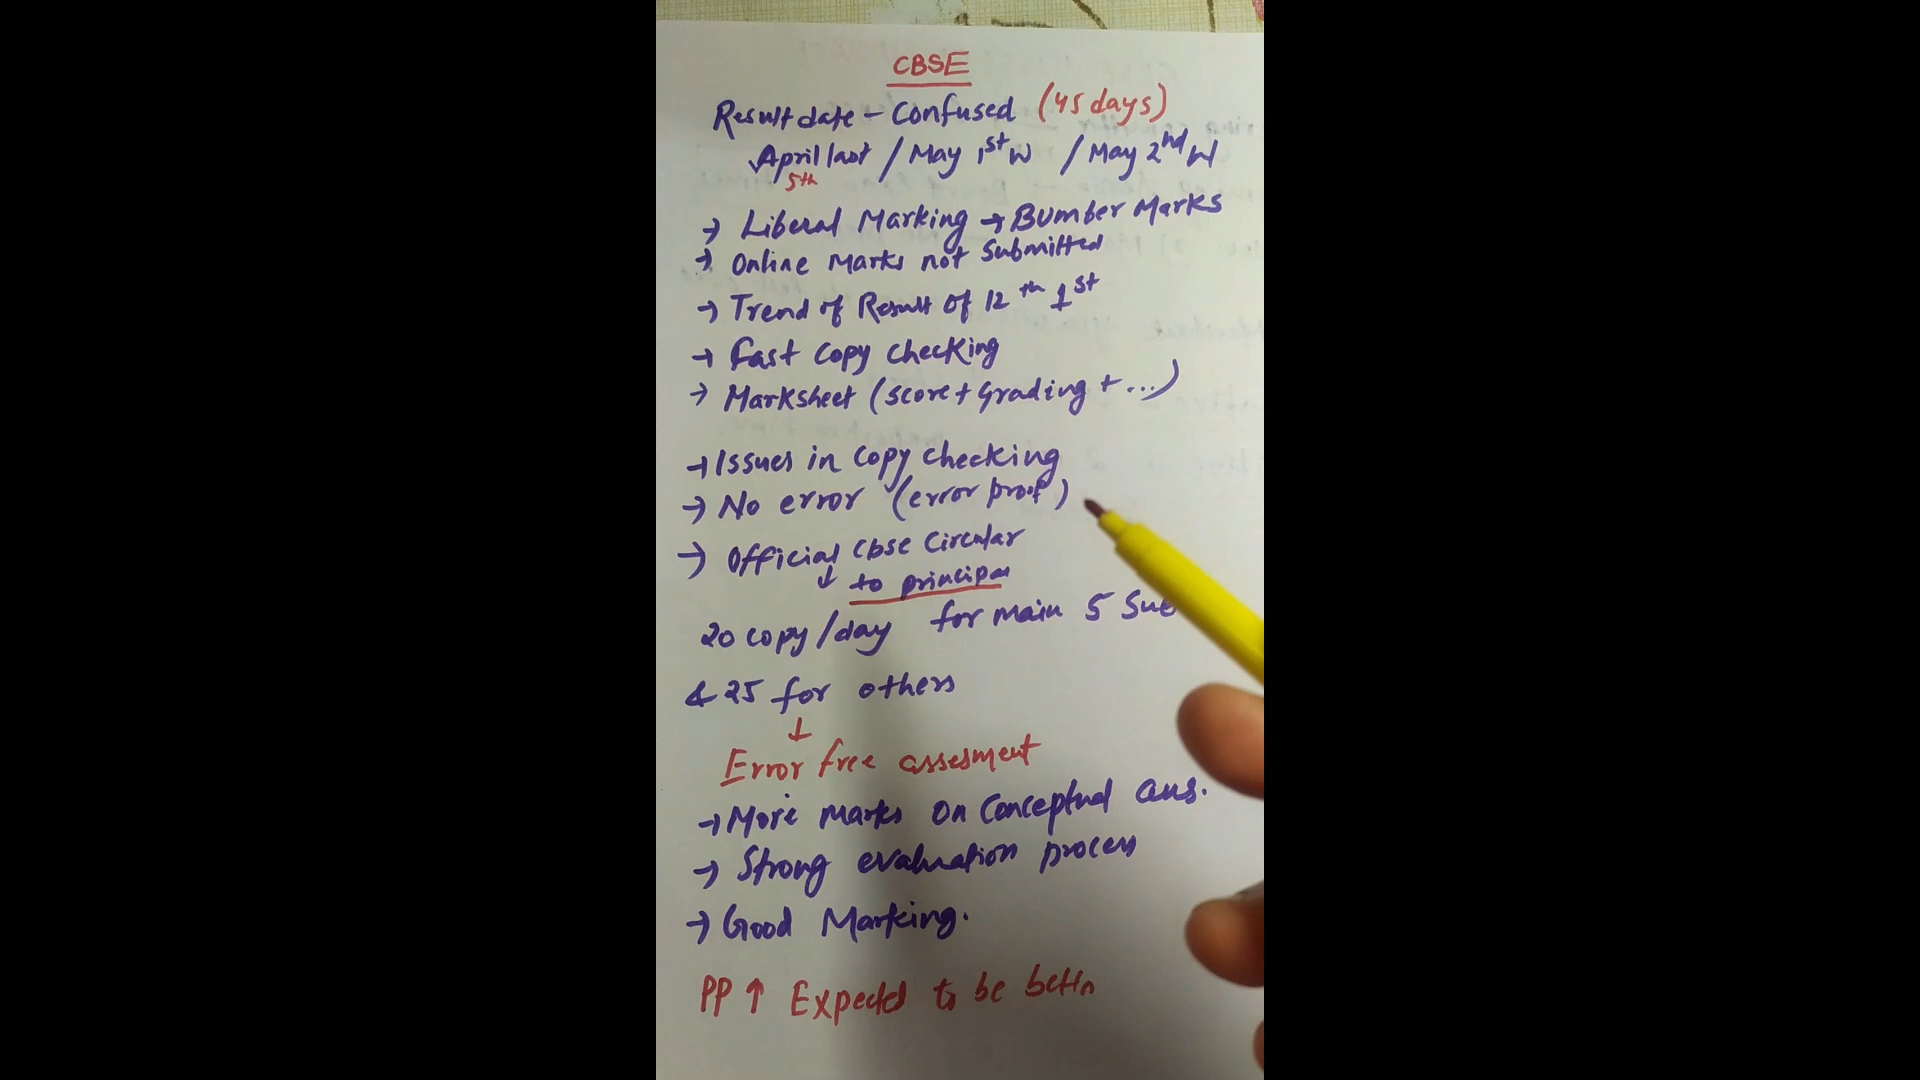 CBSE
Result date - Confused (45 days)
April last / May 1st W / May 2nd W
5th
→ Liberal Marking → Bumber Marks
→ Online Marks not Submitted
→ Trend of Result of 12th 1st
→ Fast Copy checking
→ Marksheet (Score + Grading + ...)
→ Issues in Copy checking
→ No error (error proof)
→ Official Cbse Circular
↓ to principal
20 copy/day for main 5 Sub
& 25 for others
↓
Error free assesment
→ More marks on Conceptual ans.
→ Strong evaluation process
→ Good Marking.
PP ↑ Expected to be better